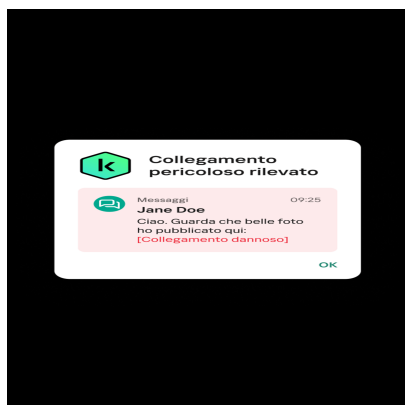 k
Collegamento
pericoloso rilevato
Messaggi 09:25
Jane Doe
Ciao. Guarda che belle foto
ho pubblicato qui:
[Collegamento dannoso]
OK